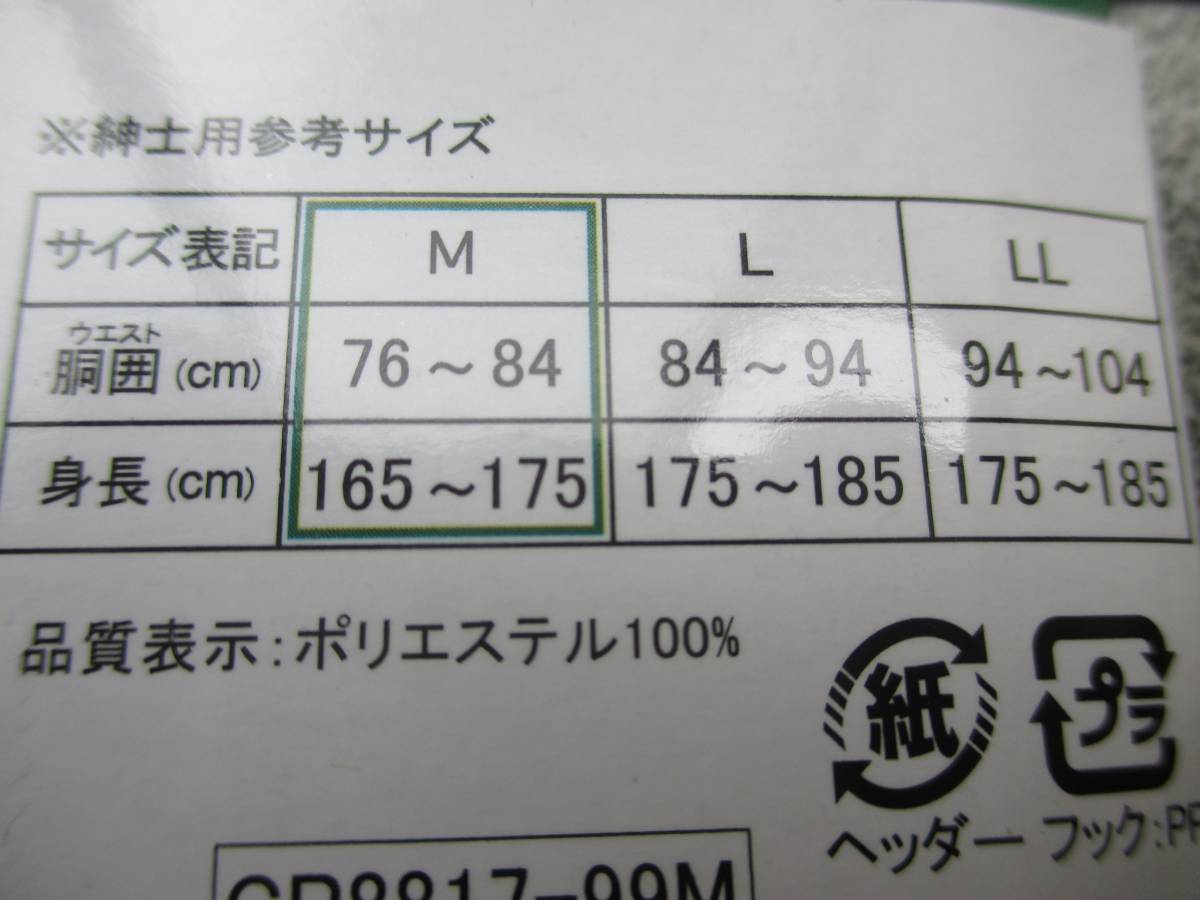 ※紳士用参考サイズ
サイズ表記 M L LL
ウエスト
胴囲(cm) 76～84 84～94 94～104
身長(cm) 165～175 175～185 175～185
品質表示:ポリエステル100%
紙 プラ
ヘッダー フック:PP
GR8817-99M